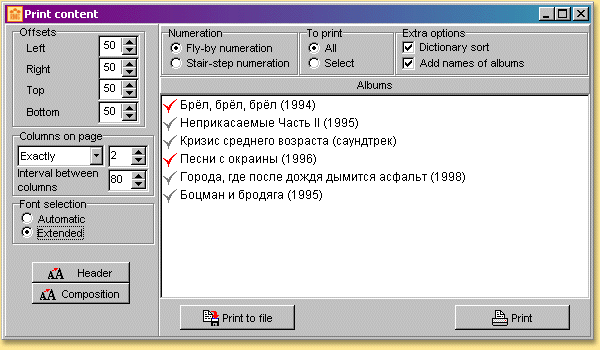 Print content
Offsets
Left 50
Right 50
Top 50
Bottom 50
Columns on page
Exactly 2
Interval between columns 80
Font selection
Automatic
Extended
AA Header
AA Composition
Numeration
Fly-by numeration
Stair-step numeration
To print
All
Select
Extra options
Dictionary sort
Add names of albums
Albums
Брёл, брёл, брёл (1994)
Неприкасаемые Часть II (1995)
Кризис среднего возраста (саундтрек)
Песни с окраины (1996)
Города, где после дождя дымится асфальт (1998)
Боцман и бродяга (1995)
Print to file
Print